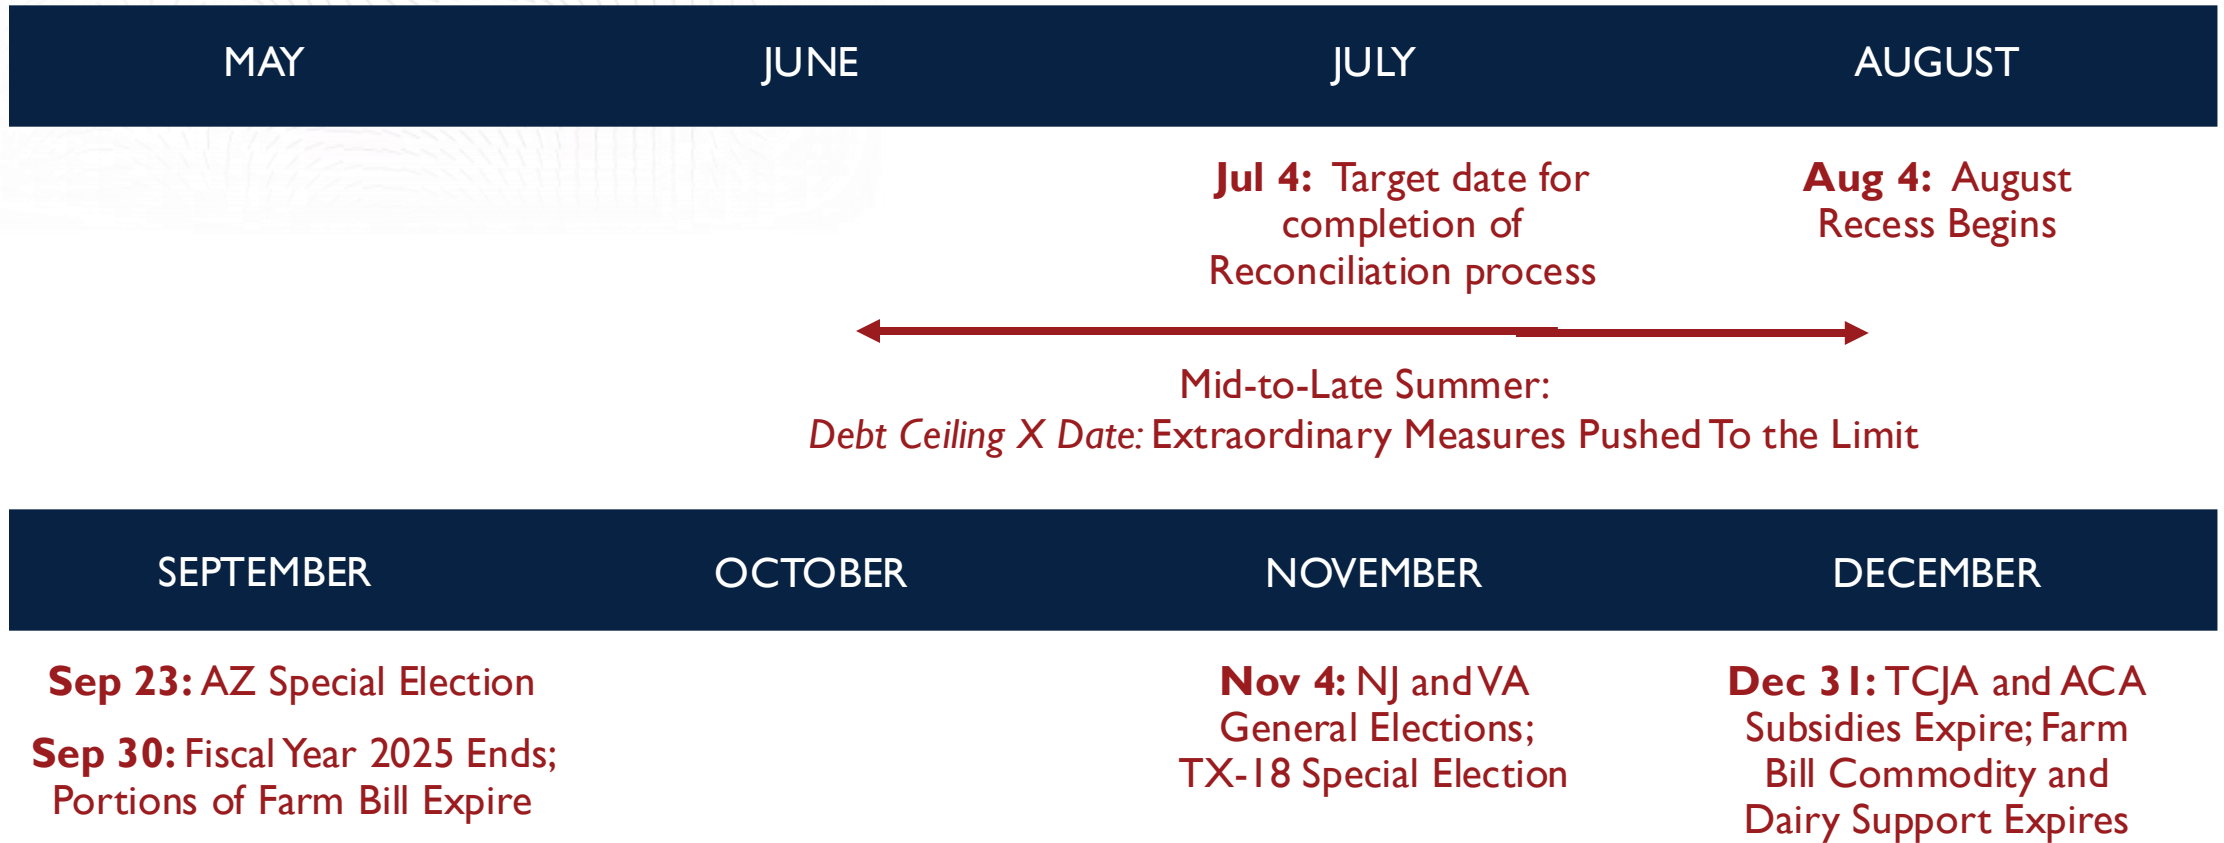 MAY JUNE JULY AUGUST
Jul 4: Target date for
completion of
Reconciliation process
Aug 4: August
Recess Begins
Mid-to-Late Summer:
Debt Ceiling X Date: Extraordinary Measures Pushed To the Limit
SEPTEMBER OCTOBER NOVEMBER DECEMBER
Sep 23: AZ Special Election
Sep 30: Fiscal Year 2025 Ends;
Portions of Farm Bill Expire
Nov 4: NJ and VA
General Elections;
TX-18 Special Election
Dec 31: TCJA and ACA
Subsidies Expire; Farm
Bill Commodity and
Dairy Support Expires